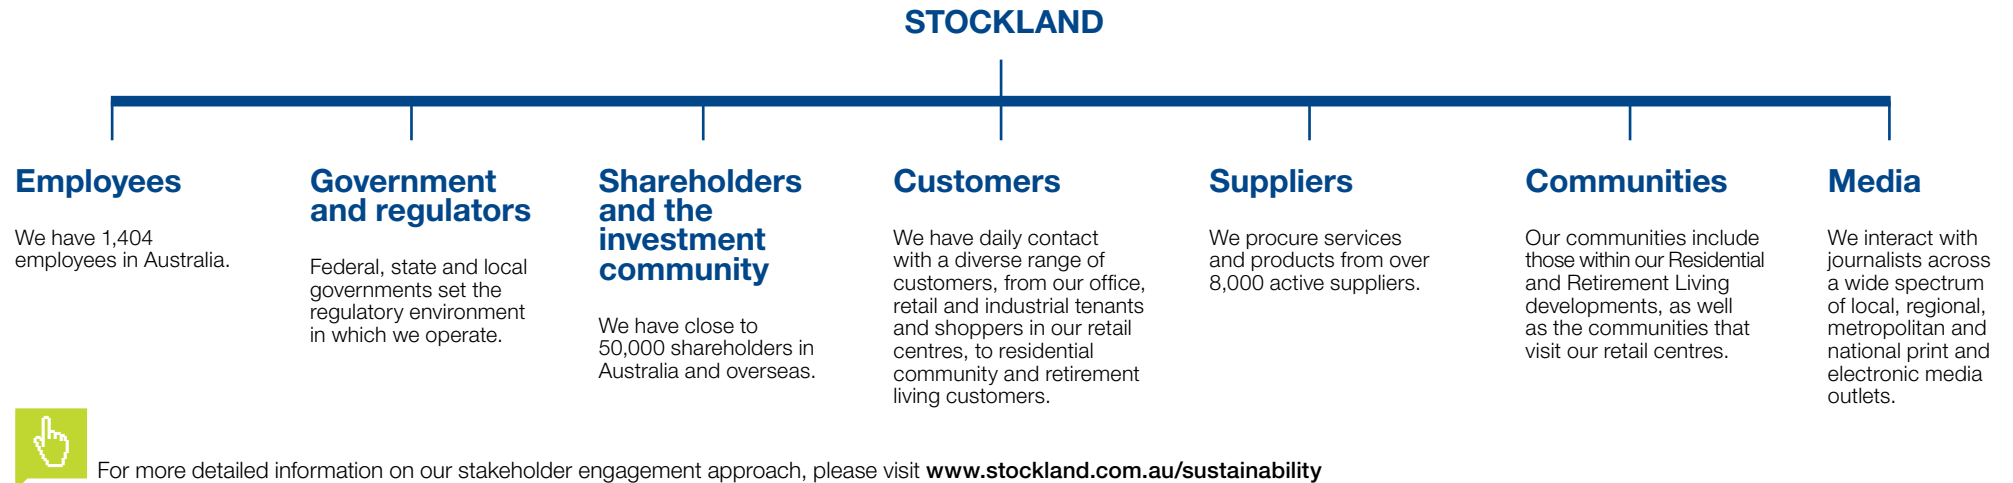 STOCKLAND
Employees
We have 1,404
employees in Australia.
Government
and regulators
Federal, state and local
governments set the
regulatory environment
in which we operate.
Shareholders
and the
investment
community
We have close to
50,000 shareholders in
Australia and overseas.
Customers
We have daily contact
with a diverse range of
customers, from our office,
retail and industrial tenants
and shoppers in our retail
centres, to residential
community and retirement
living customers.
Suppliers
We procure services
and products from over
8,000 active suppliers.
Communities
Our communities include
those within our Residential
and Retirement Living
developments, as well
as the communities that
visit our retail centres.
Media
We interact with
journalists across
a wide spectrum
of local, regional,
metropolitan and
national print and
electronic media
outlets.
For more detailed information on our stakeholder engagement approach, please visit www.stockland.com.au/sustainability